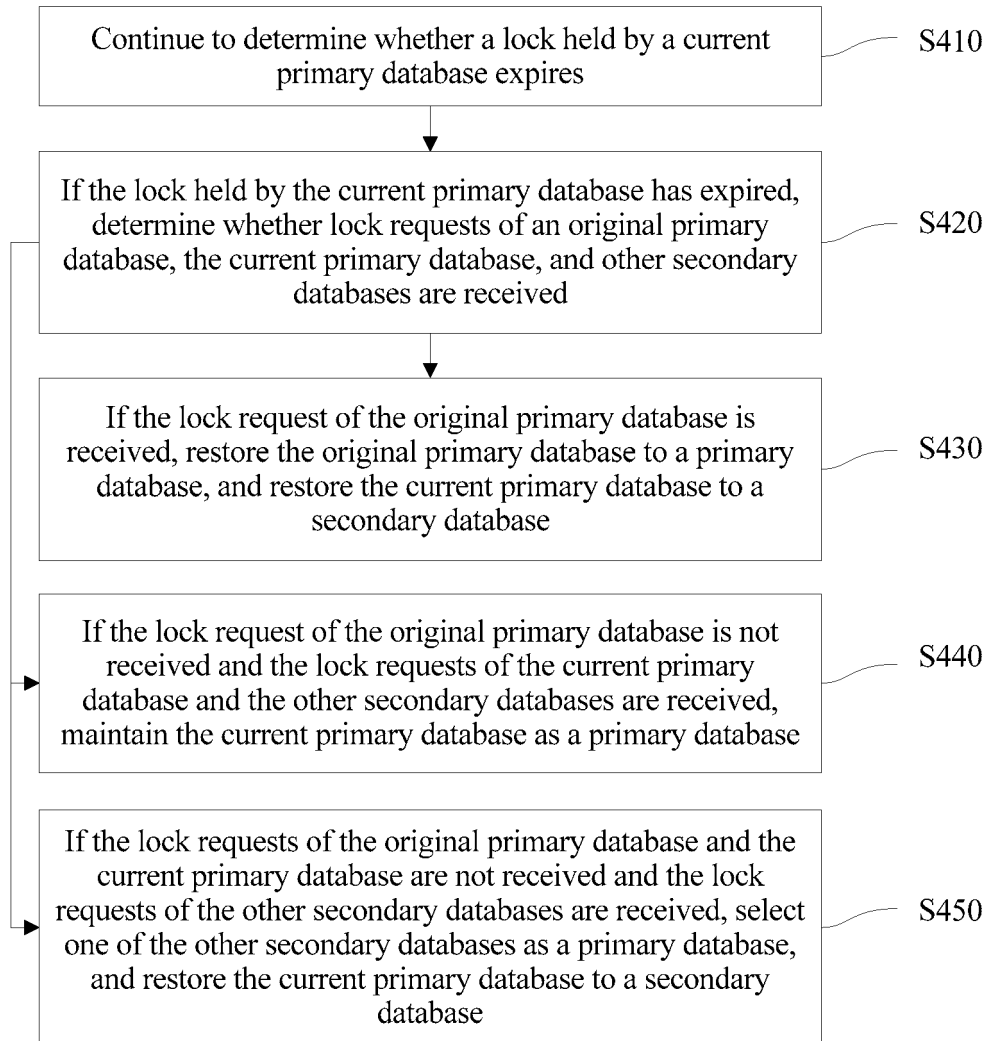 Continue to determine whether a lock held by a current
primary database expires
S410
If the lock held by the current primary database has expired,
determine whether lock requests of an original primary
database, the current primary database, and other secondary
databases are received
S420
If the lock request of the original primary database is
received, restore the original primary database to a primary
database, and restore the current primary database to a
secondary database
S430
If the lock request of the original primary database is not
received and the lock requests of the current primary
database and the other secondary databases are received,
maintain the current primary database as a primary database
S440
If the lock requests of the original primary database and the
current primary database are not received and the lock
requests of the other secondary databases are received, select
one of the other secondary databases as a primary database,
and restore the current primary database to a secondary
database
S450